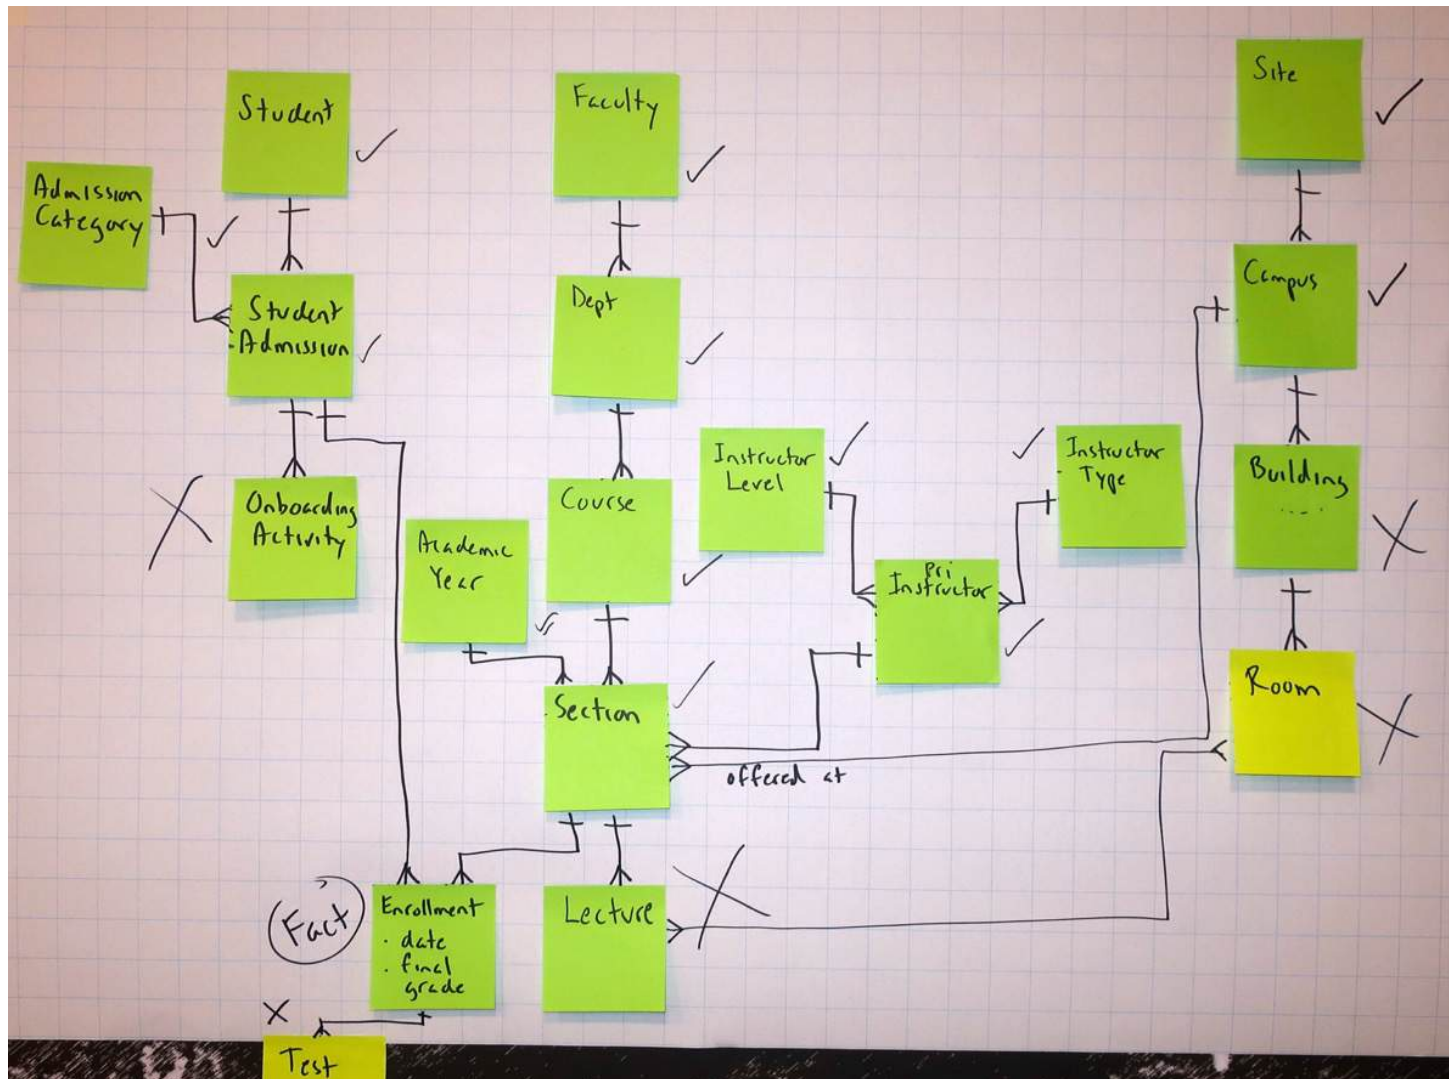 Student
Faculty
Site
Admission
Category
Student
Admission
Dept
Campus
Onboarding
Activity
Academic
Year
Course
Instructor
Level
Instructor
Type
Building
....
Pri
Instructor
Section
Room
offered at
Fact
Enrollment
. date
. final
grade
Lecture
Test